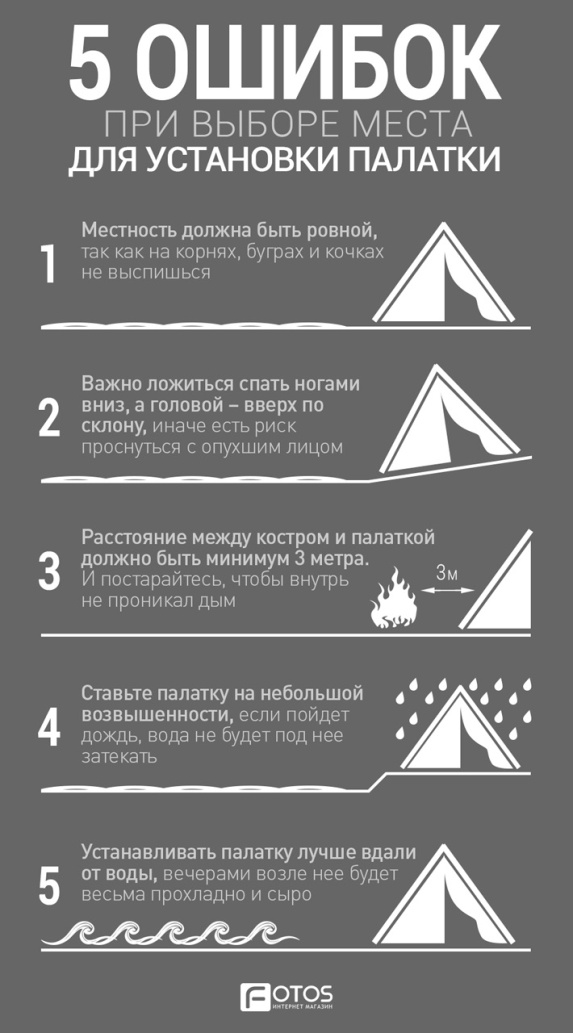 5 ОШИБОК
ПРИ ВЫБОРЕ МЕСТА
ДЛЯ УСТАНОВКИ ПАЛАТКИ
1
Местность должна быть ровной,
так как на корнях, буграх и кочках
не выспишься
2
Важно ложиться спать ногами
вниз, а головой – вверх по
склону, иначе есть риск
проснуться с опухшим лицом
3
Расстояние между костром и палаткой
должно быть минимум 3 метра.
И постарайтесь, чтобы внутрь
не проникал дым
3м
4
Ставьте палатку на небольшой
возвышенности, если пойдет
дождь, вода не будет под нее
затекать
5
Устанавливать палатку лучше вдали
от воды, вечерами возле нее будет
весьма прохладно и сыро
FOTOS
ИНТЕРНЕТ МАГАЗИН